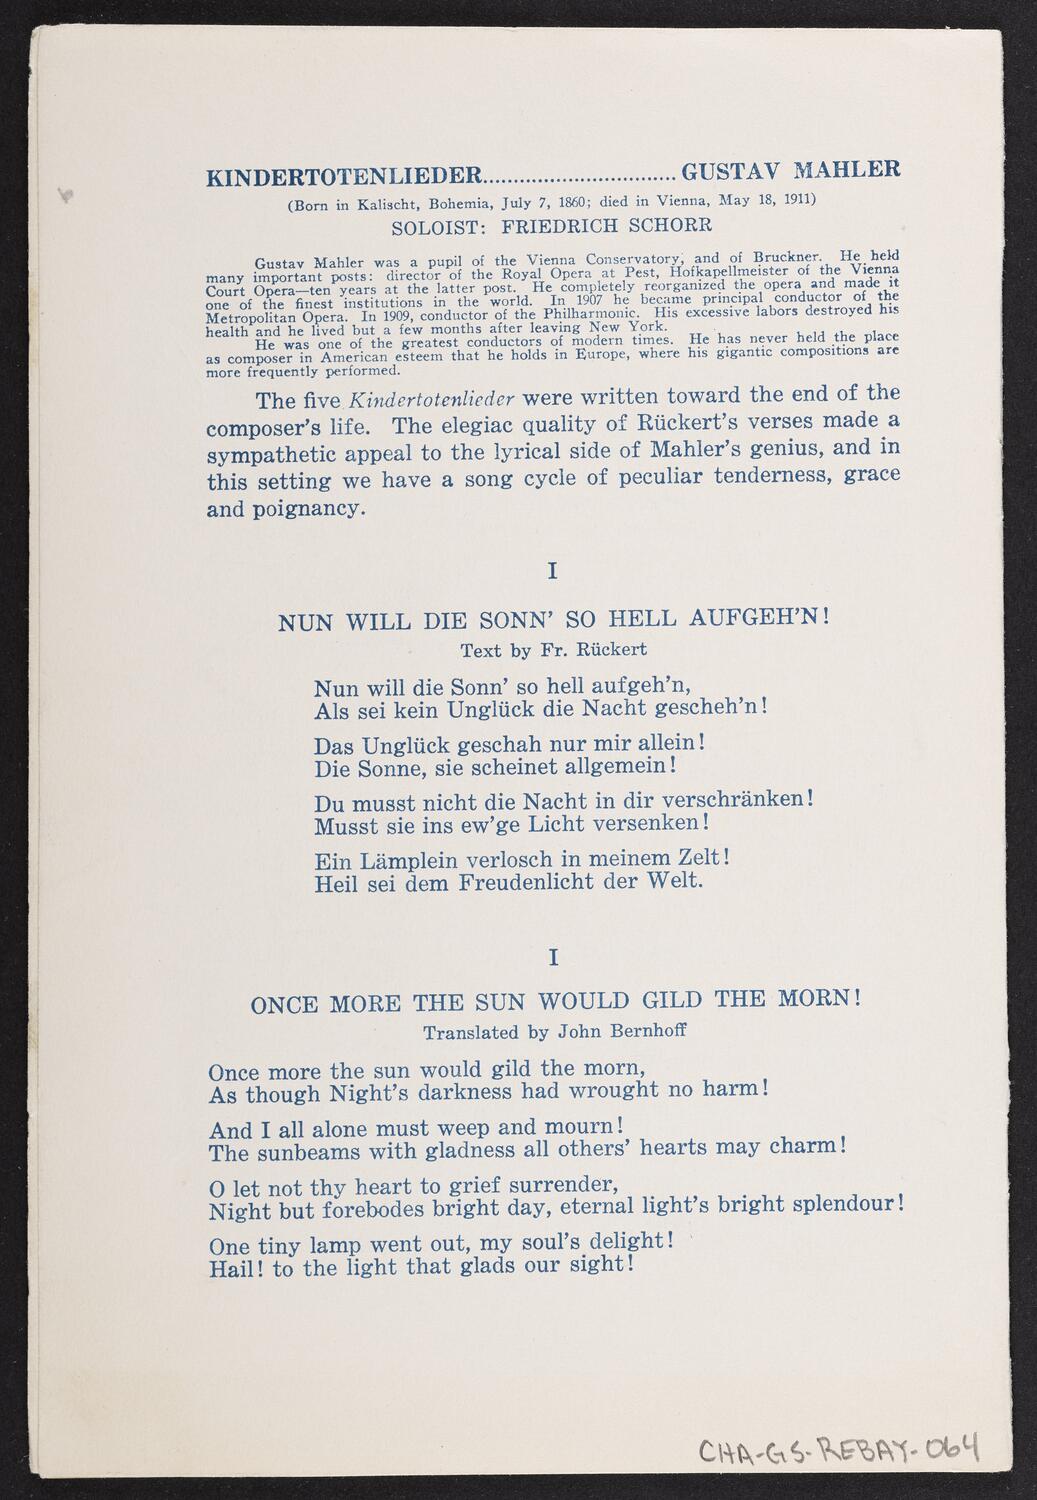 KINDERTOTENLIEDER................................GUSTAV MAHLER
(Born in Kalischt, Bohemia, July 7, 1860; died in Vienna, May 18, 1911)
SOLOIST: FRIEDRICH SCHORR
Gustav Mahler was a pupil of the Vienna Conservatory, and of Bruckner. He held
many important posts: director of the Royal Opera at Pest, Hofkapellmeister of the Vienna
Court Opera—ten years at the latter post. He completely reorganized the opera and made it
one of the finest institutions in the world. In 1907 he became principal conductor of the
Metropolitan Opera. In 1909, conductor of the Philharmonic. His excessive labors destroyed his
health and he lived but a few months after leaving New York.
He was one of the greatest conductors of modern times. He has never held the place
as composer in American esteem that he holds in Europe, where his gigantic compositions are
more frequently performed.
The five Kindertotenlieder were written toward the end of the
composer's life. The elegiac quality of Rückert's verses made a
sympathetic appeal to the lyrical side of Mahler's genius, and in
this setting we have a song cycle of peculiar tenderness, grace
and poignancy.
I
NUN WILL DIE SONN' SO HELL AUFGEH'N!
Text by Fr. Rückert
Nun will die Sonn' so hell aufgeh'n,
Als sei kein Unglück die Nacht gescheh'n!
Das Unglück geschah nur mir allein!
Die Sonne, sie scheinet allgemein!
Du musst nicht die Nacht in dir verschränken!
Musst sie ins ew'ge Licht versenken!
Ein Lämplein verlosch in meinem Zelt!
Heil sei dem Freudenlicht der Welt.
I
ONCE MORE THE SUN WOULD GILD THE MORN!
Translated by John Bernhoff
Once more the sun would gild the morn,
As though Night's darkness had wrought no harm!
And I all alone must weep and mourn!
The sunbeams with gladness all others' hearts may charm!
O let not thy heart to grief surrender,
Night but forebodes bright day, eternal light's bright splendour!
One tiny lamp went out, my soul's delight!
Hail! to the light that glads our sight!
CHA-GS-REBAY-064